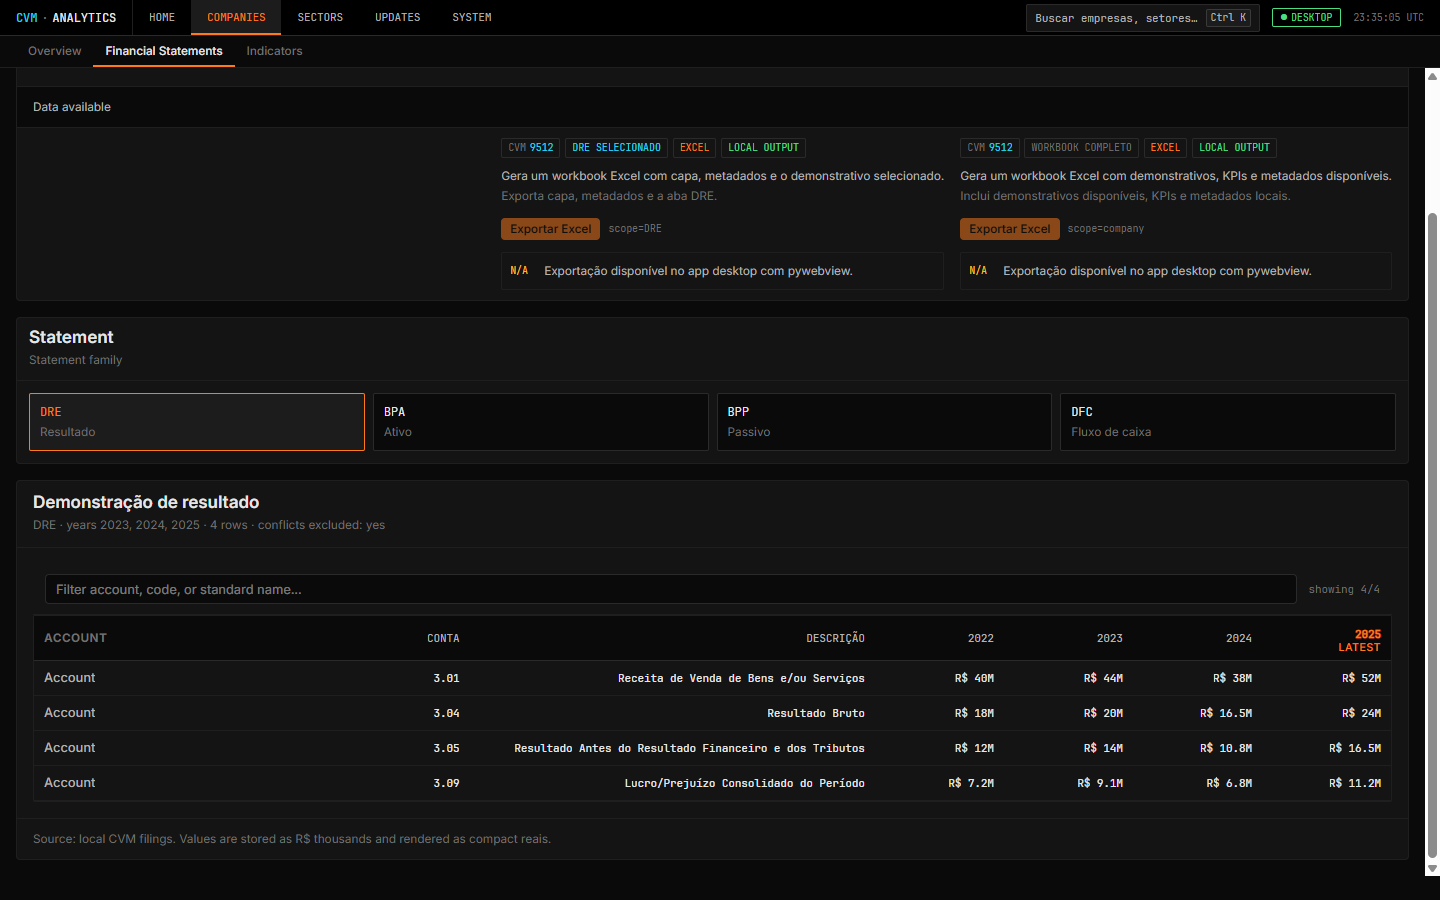 CVM · ANALYTICS HOME COMPANIES SECTORS UPDATES SYSTEM Buscar empresas, setores… Ctrl K DESKTOP 23:35:05 UTC
Overview Financial Statements Indicators
Data available
CVM 9512 DRE SELECIONADO EXCEL LOCAL OUTPUT
Gera um workbook Excel com capa, metadados e o demonstrativo selecionado.
Exporta capa, metadados e a aba DRE.
Exportar Excel scope=DRE
N/A Exportação disponível no app desktop com pywebview.
CVM 9512 WORKBOOK COMPLETO EXCEL LOCAL OUTPUT
Gera um workbook Excel com demonstrativos, KPIs e metadados disponíveis.
Inclui demonstrativos disponíveis, KPIs e metadados locais.
Exportar Excel scope=company
N/A Exportação disponível no app desktop com pywebview.
Statement
Statement family
DRE
Resultado
BPA
Ativo
BPP
Passivo
DFC
Fluxo de caixa
Demonstração de resultado
DRE · years 2023, 2024, 2025 · 4 rows · conflicts excluded: yes
Filter account, code, or standard name... showing 4/4
ACCOUNT CONTA DESCRIÇÃO 2022 2023 2024 2025 LATEST
Account 3.01 Receita de Venda de Bens e/ou Serviços R$ 40M R$ 44M R$ 38M R$ 52M
Account 3.04 Resultado Bruto R$ 18M R$ 20M R$ 16.5M R$ 24M
Account 3.05 Resultado Antes do Resultado Financeiro e dos Tributos R$ 12M R$ 14M R$ 10.8M R$ 16.5M
Account 3.09 Lucro/Prejuízo Consolidado do Período R$ 7.2M R$ 9.1M R$ 6.8M R$ 11.2M
Source: local CVM filings. Values are stored as R$ thousands and rendered as compact reais.